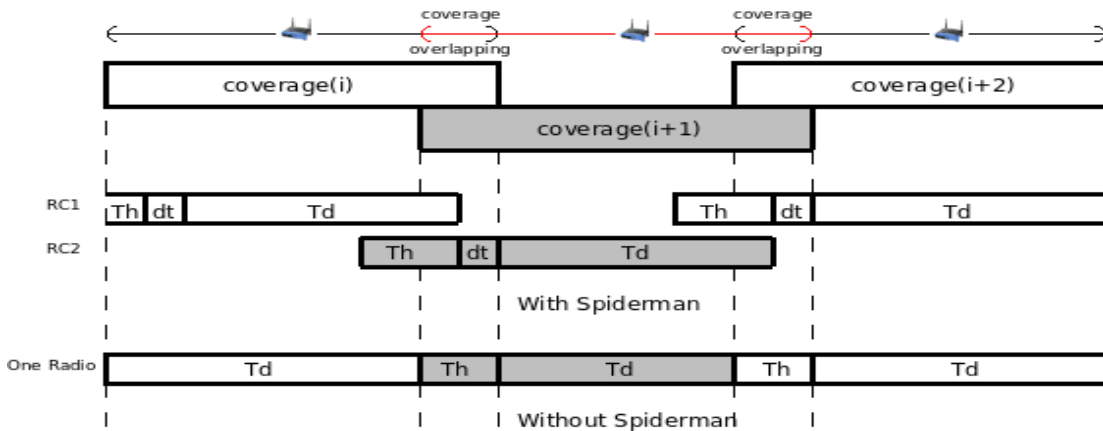 coverage coverage
overlapping overlapping
coverage(i) coverage(i+2)
coverage(i+1)
RC1 Th dt Td Th dt Td
RC2 Th dt Td
With Spiderman
One Radio Td Th Td Th Td
Without Spiderman